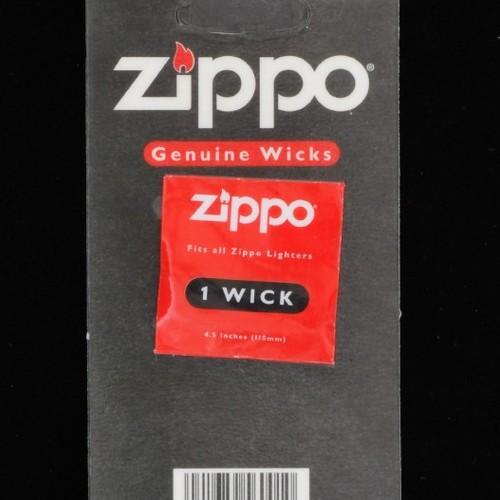 zippo®
Genuine Wicks
zippo
Fits all Zippo Lighters
1 WICK
4.5 Inches (115mm)